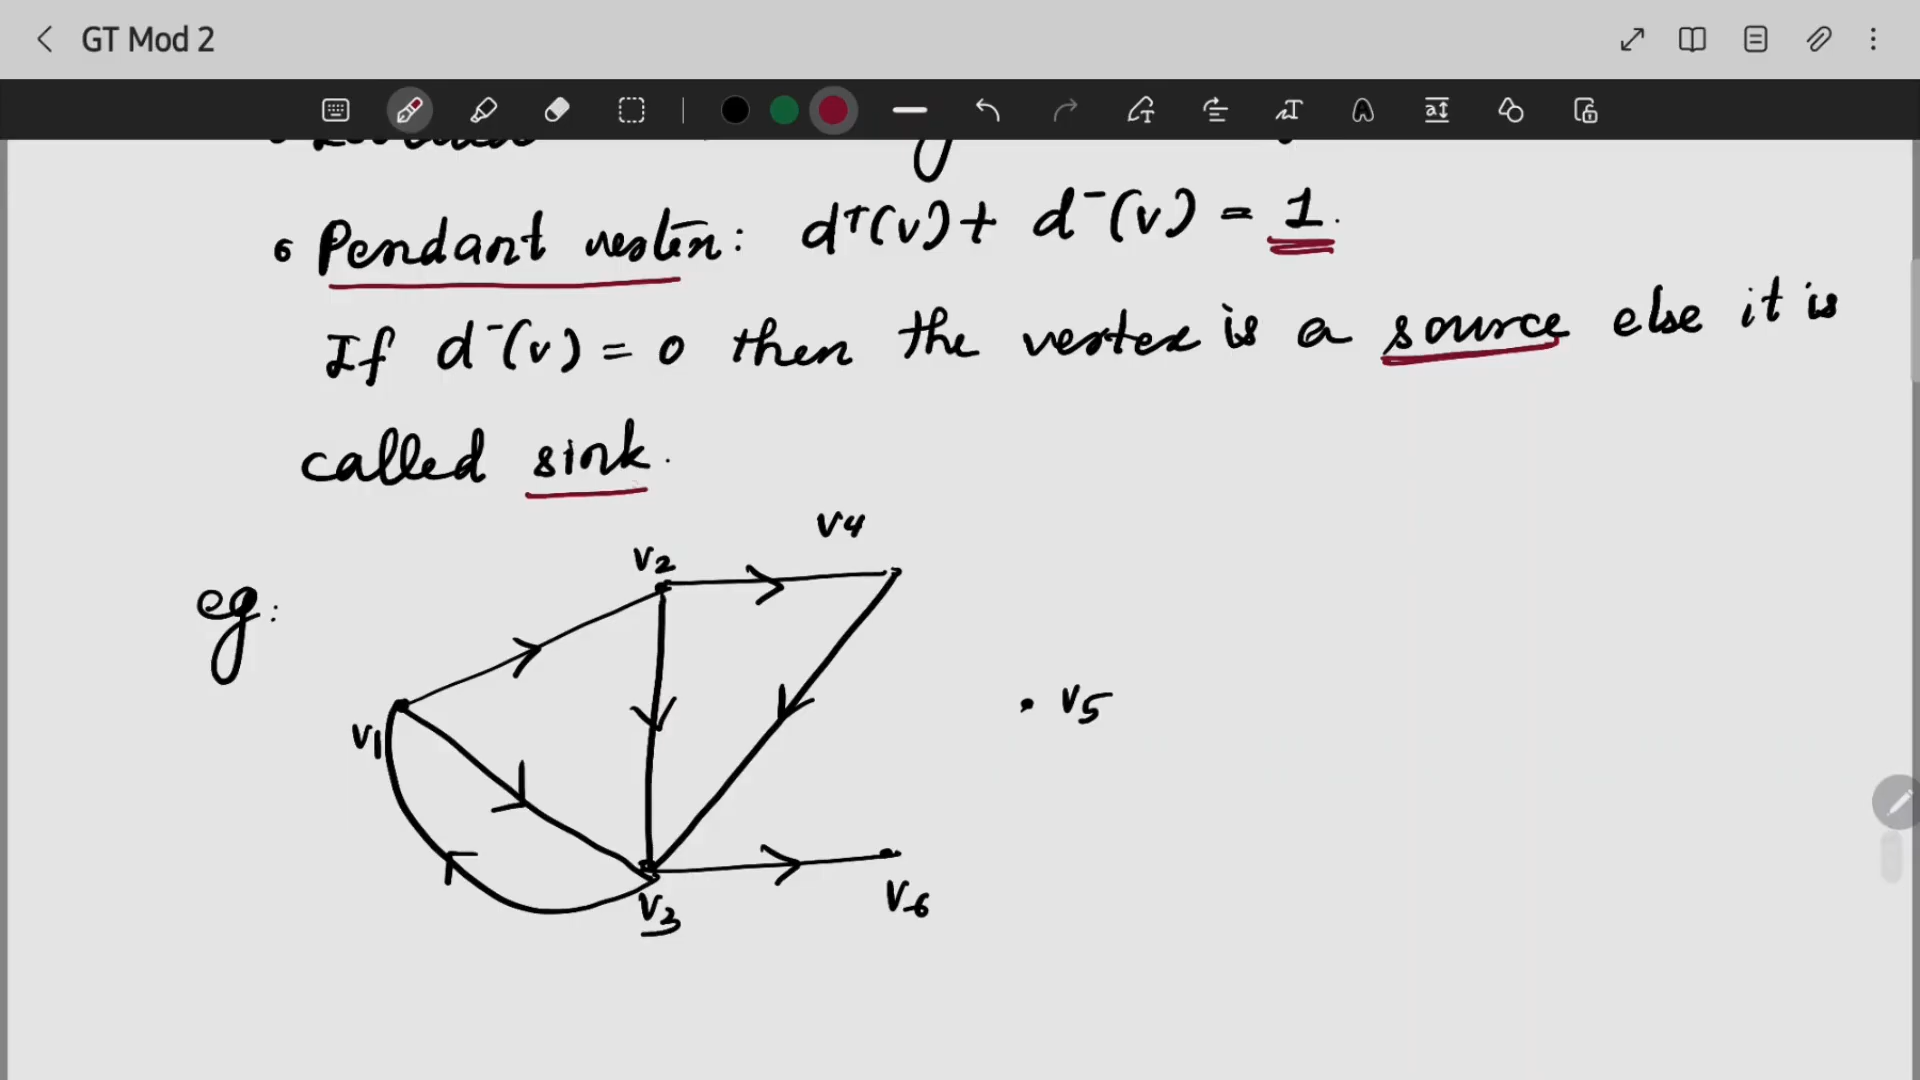 GT Mod 2
Pendant vertex: d⁺(v) + d⁻(v) = 1.
If d⁻(v) = 0 then the vertex is a source else it is
called sink.
eg:
v2
v4
v1
v5
v3
v6